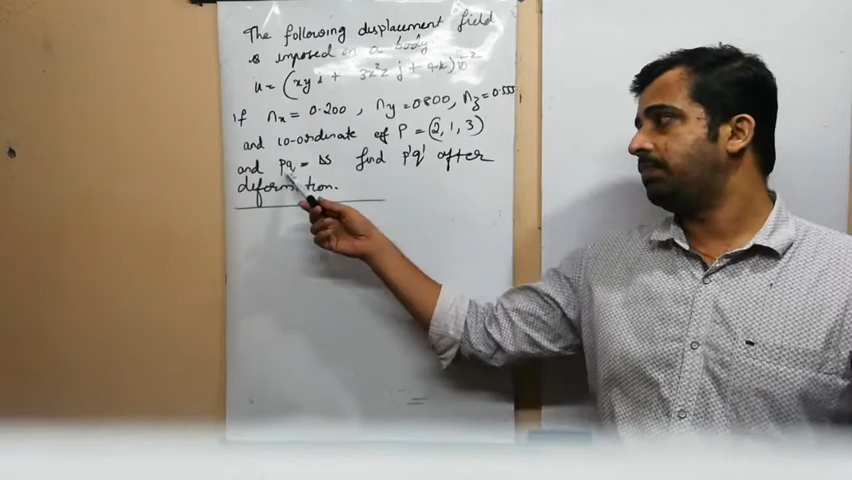 The following displacement field
is imposed on a body
u = (xy i + 3x²z j + 4k) 10⁻²
If nx = 0.200 , ny = 0.800, nz = 0.555
and co-ordinate of P = (2, 1, 3)
and Pq = Δs find P'q' after
deformation.